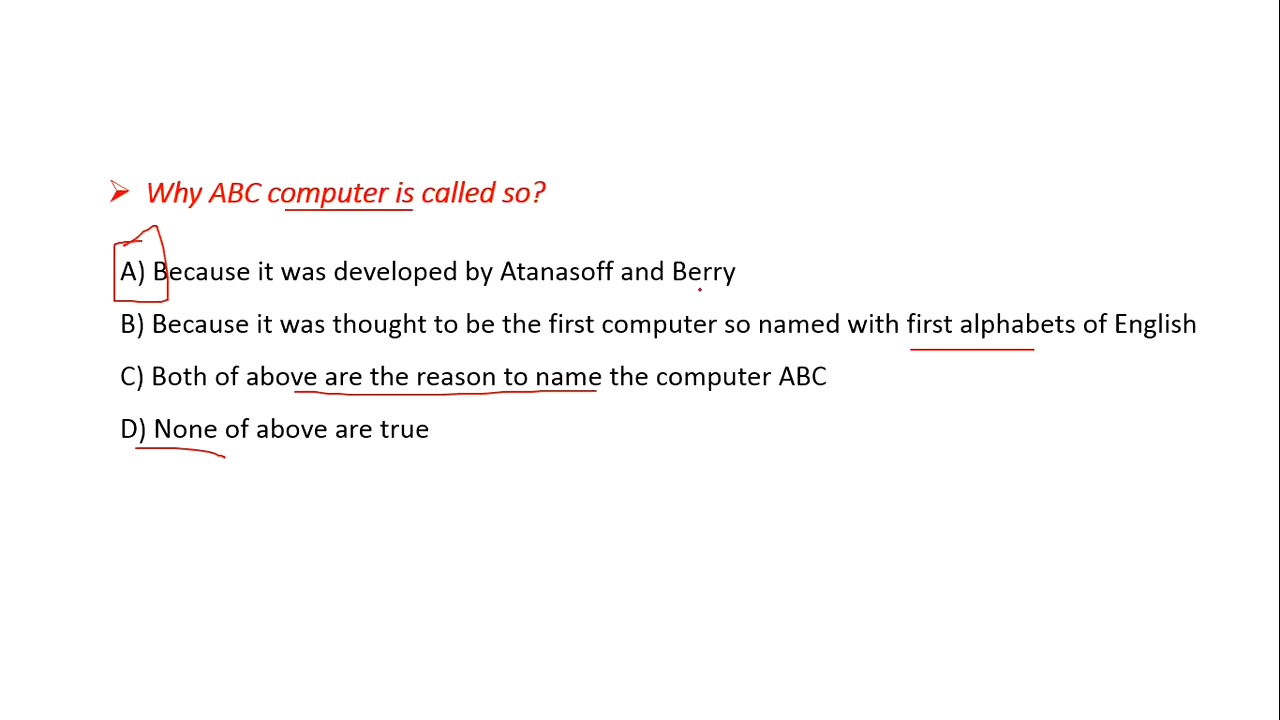 Why ABC computer is called so?
A) Because it was developed by Atanasoff and Berry
B) Because it was thought to be the first computer so named with first alphabets of English
C) Both of above are the reason to name the computer ABC
D) None of above are true